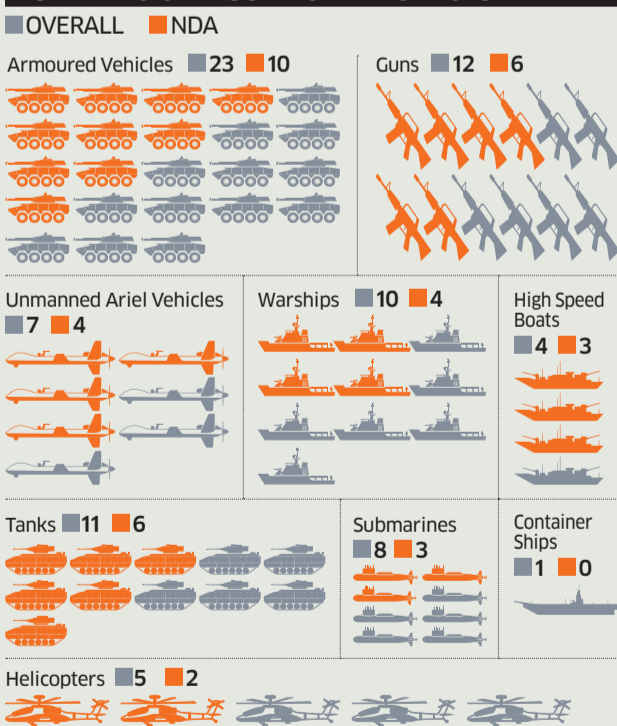 OVERALL NDA
Armoured Vehicles 23 10
Guns 12 6
Unmanned Ariel Vehicles
7 4
Warships 10 4
High Speed
Boats
4 3
Tanks 11 6
Submarines
8 3
Container
Ships
1 0
Helicopters 5 2